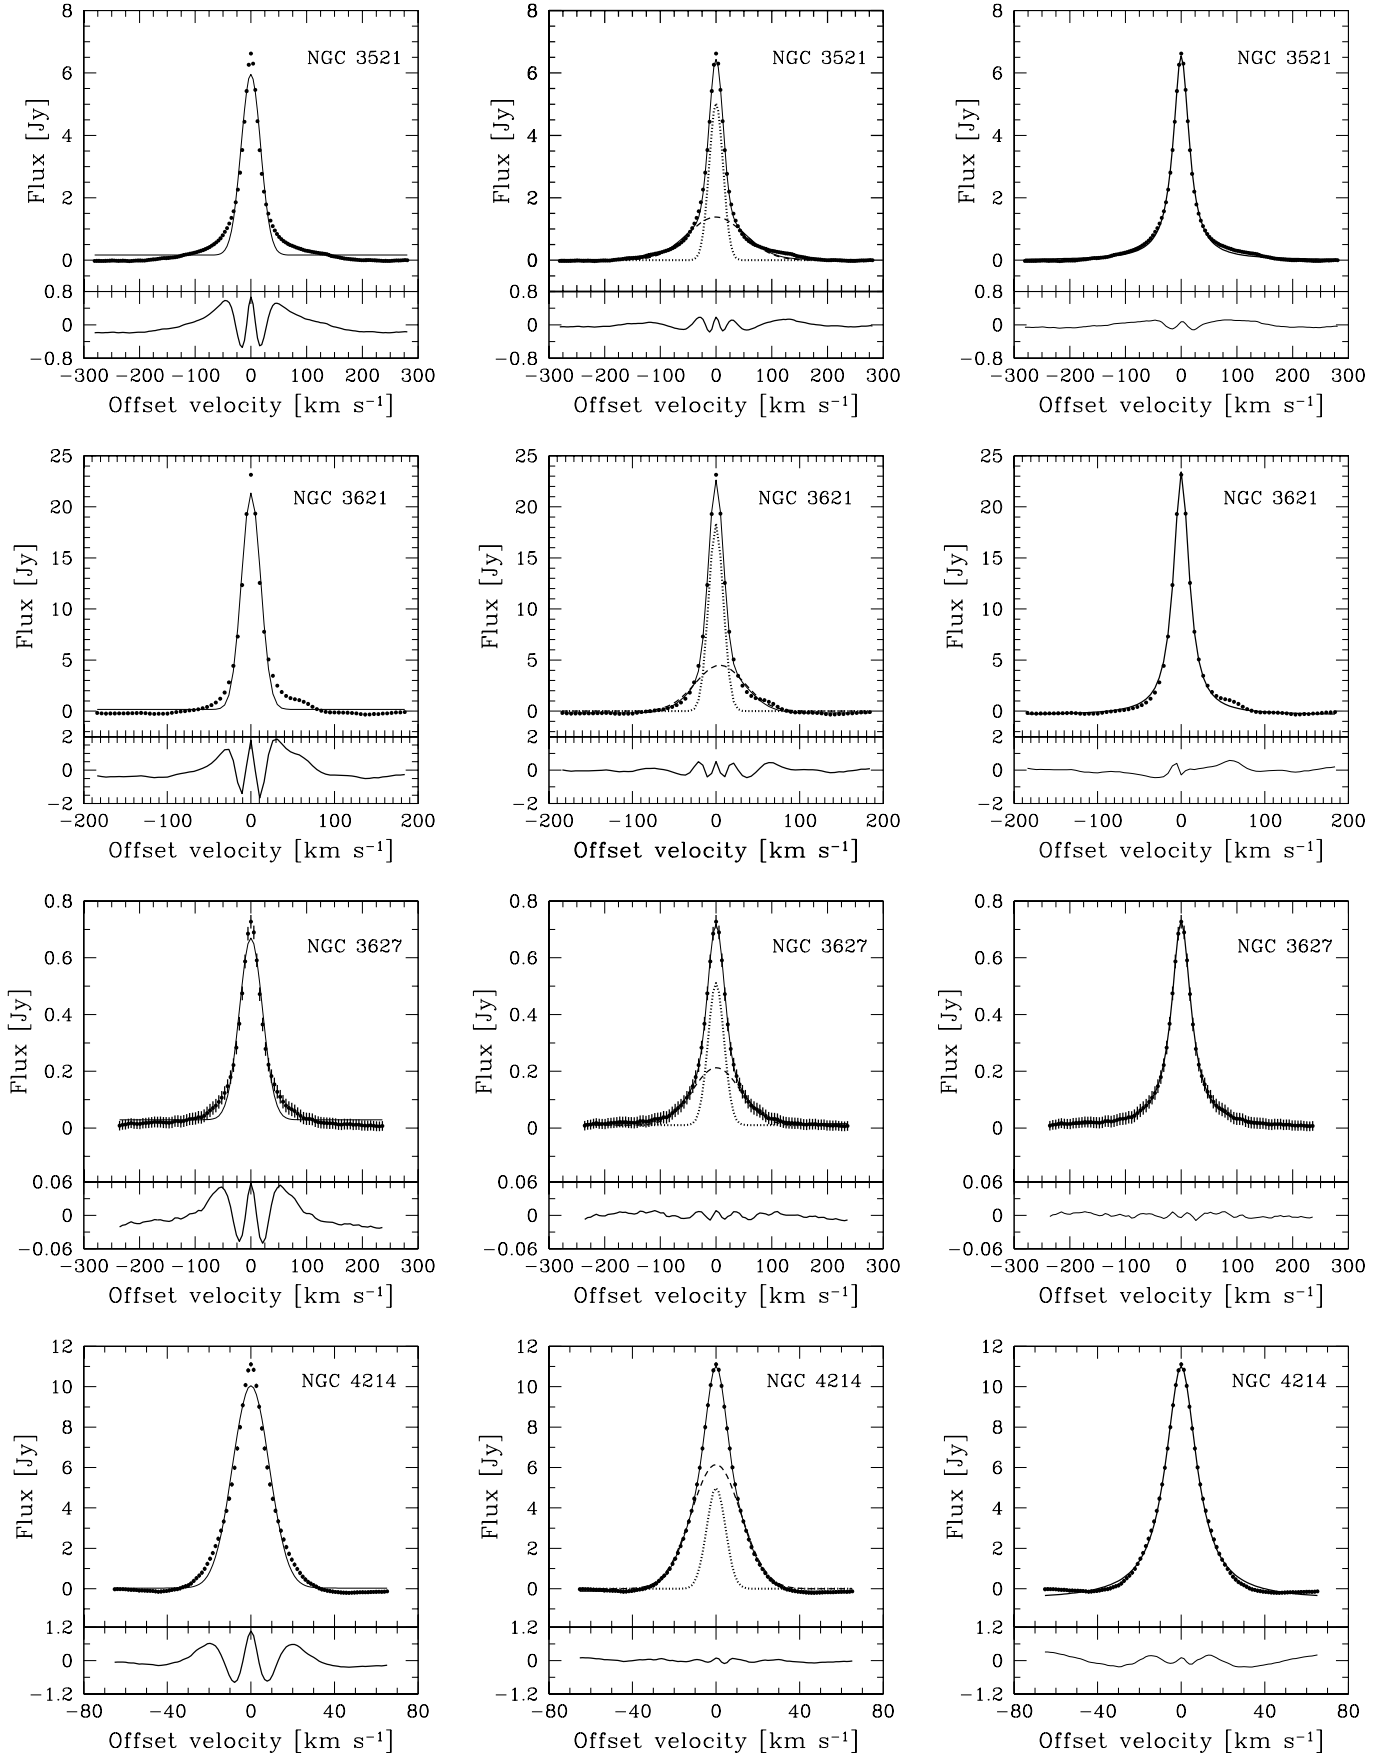 8 8 8
NGC 3521 NGC 3521 NGC 3521
6 6 6
Flux [Jy] Flux [Jy] Flux [Jy]
4 4 4
2 2 2
0 0 0
0.8 0.8 0.8
0 0 0
−0.8 −0.8 −0.8
−300 −200 −100 0 100 200 300 −300 −200 −100 0 100 200 300 −300 −200 −100 0 100 200 300
Offset velocity [km s⁻¹] Offset velocity [km s⁻¹] Offset velocity [km s⁻¹]
25 25 25
NGC 3621 NGC 3621 NGC 3621
20 20 20
15 15 15
Flux [Jy] Flux [Jy] Flux [Jy]
10 10 10
5 5 5
0 0 0
2 2 2
0 0 0
−2 −2 −2
−200 −100 0 100 200 −200 −100 0 100 200 −200 −100 0 100 200
Offset velocity [km s⁻¹] Offset velocity [km s⁻¹] Offset velocity [km s⁻¹]
0.8 0.8 0.8
NGC 3627 NGC 3627 NGC 3627
0.6 0.6 0.6
Flux [Jy] Flux [Jy] Flux [Jy]
0.4 0.4 0.4
0.2 0.2 0.2
0 0 0
0.06 0.06 0.06
0 0 0
−0.06 −0.06 −0.06
−300 −200 −100 0 100 200 300 −300 −200 −100 0 100 200 300 −300 −200 −100 0 100 200 300
Offset velocity [km s⁻¹] Offset velocity [km s⁻¹] Offset velocity [km s⁻¹]
12 12 12
NGC 4214 NGC 4214 NGC 4214
10 10 10
8 8 8
Flux [Jy] Flux [Jy] Flux [Jy]
6 6 6
4 4 4
2 2 2
0 0 0
1.2 1.2 1.2
0 0 0
−1.2 −1.2 −1.2
−80 −40 0 40 80 −80 −40 0 40 80 −80 −40 0 40 80
Offset velocity [km s⁻¹] Offset velocity [km s⁻¹] Offset velocity [km s⁻¹]